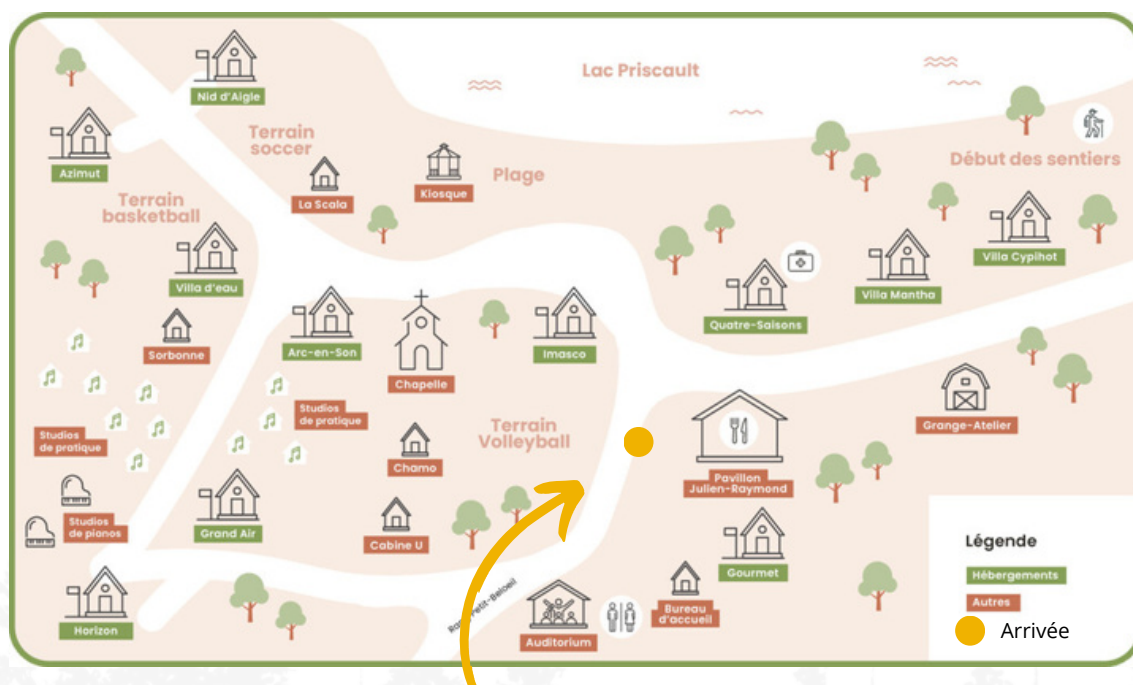 Lac Priscault
Nid d'Aigle
Terrain
soccer
Début des sentiers
Azimut
La Scala
Kiosque
Plage
Terrain
basketball
Villa Cypihot
Villa d'eau
Villa Mantha
Quatre-Saisons
Sorbonne
Arc-en-Son
Imasco
Chapelle
Studios
de pratique
Studios
de pratique
Terrain
Volleyball
Grange-Atelier
Chamo
Pavillon
Julien-Raymond
Studios
de pianos
Grand Air
Cabine U
Gourmet
Petit-Beloeil
Bureau
d'accueil
Horizon
Auditorium
Légende
Hébergements
Autres
Arrivée